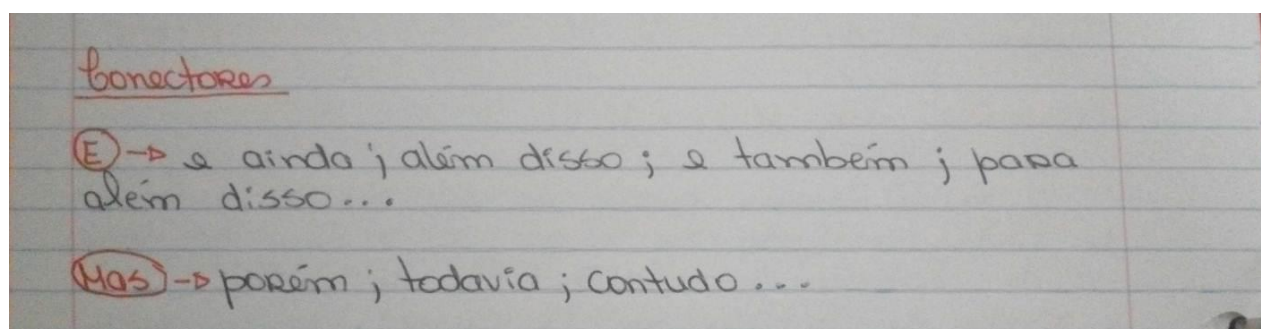 Conectores
E → e ainda; além disso; e também; para
além disso...
Mas → porém; todavia; contudo...